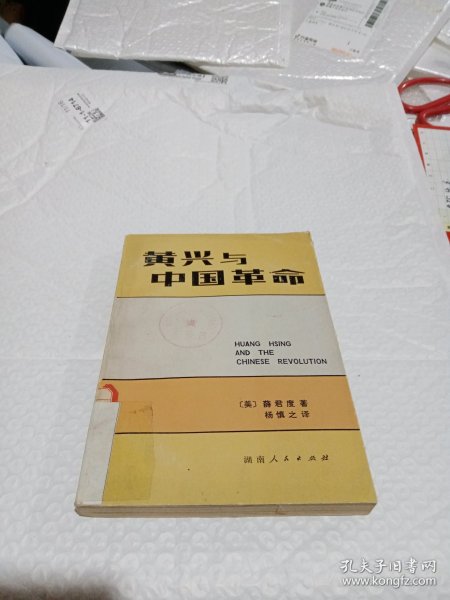 黄兴与
中国革命
HUANG HSING
AND THE
CHINESE REVOLUTION
〔美〕薛君度著
杨慎之译
湖南人民出版社
孔夫子旧书网
www.kongfz.com